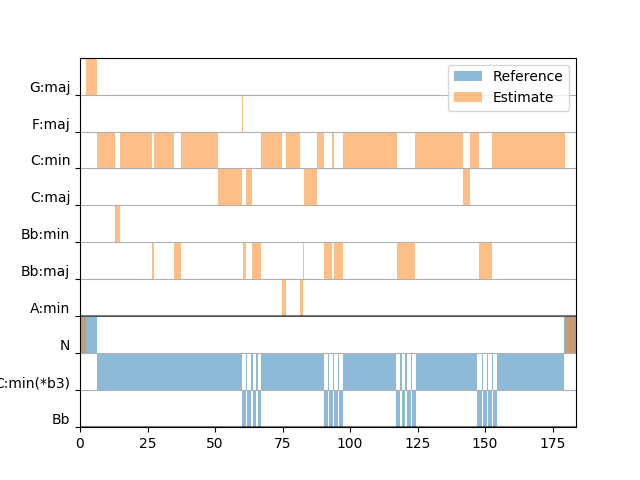 Reference
Estimate
G:maj
F:maj
C:min
C:maj
Bb:min
Bb:maj
A:min
N
C:min(*b3)
Bb
0 25 50 75 100 125 150 175